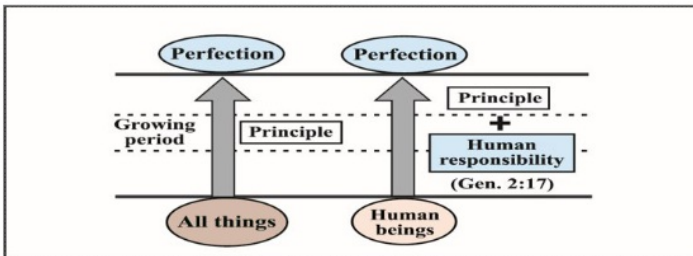 Perfection
Perfection
Principle
+
Growing
period
Principle
Human
responsibility
(Gen. 2:17)
All things
Human
beings